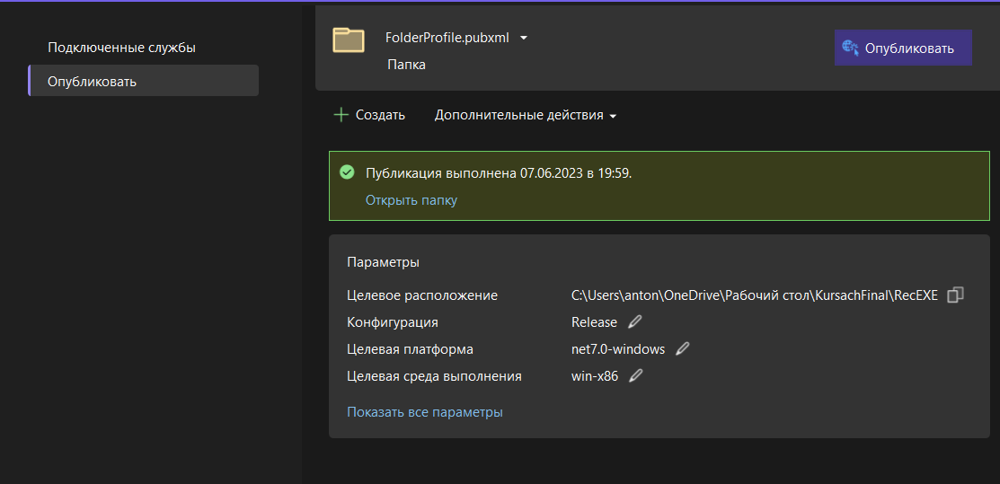 Подключенные службы
Опубликовать
FolderProfile.pubxml
Папка
Опубликовать
Создать
Дополнительные действия
Публикация выполнена 07.06.2023 в 19:59.
Открыть папку
Параметры
Целевое расположение C:\Users\anton\OneDrive\Рабочий стол\KursachFinal\RecEXE
Конфигурация Release
Целевая платформа net7.0-windows
Целевая среда выполнения win-x86
Показать все параметры